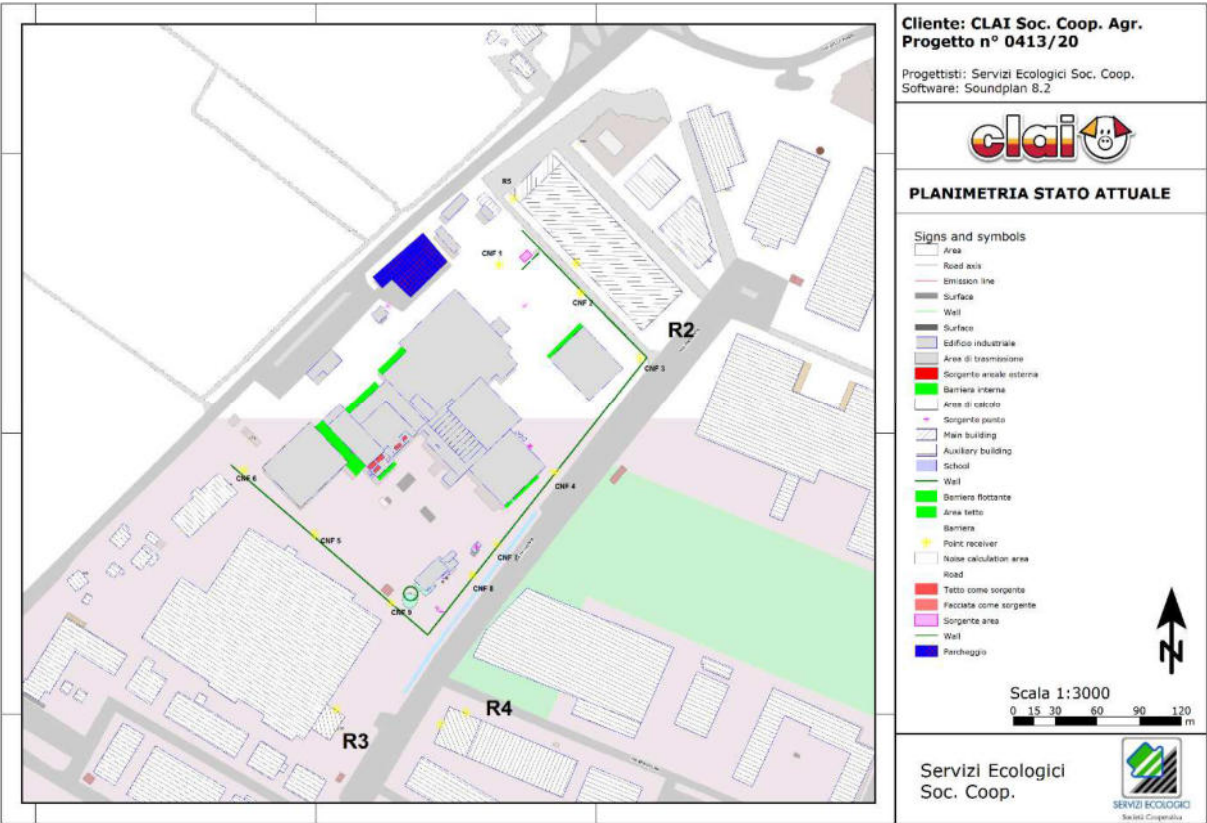 Cliente: CLAI Soc. Coop. Agr.
Progetto n° 0413/20
Progettisti: Servizi Ecologici Soc. Coop.
Software: Soundplan 8.2
clai
PLANIMETRIA STATO ATTUALE
Signs and symbols
Area
Road axis
Emission line
Surface
Wall
Surface
Edificio industriale
Area di trasmissione
Sorgente areale esterna
Barriera interna
Area di calcolo
Sorgente punto
Main building
Auxiliary building
School
Wall
Barriera flottante
Area tetto
Barriera
Point receiver
Noise calculation area
Road
Tetto come sorgente
Facciata come sorgente
Sorgente area
Wall
Parcheggio
N
Scala 1:3000
0 15 30 60 90 120
m
Servizi Ecologici
Soc. Coop.
SERVIZI ECOLOGICI
Società Cooperativa
R5
CNF 1
CNF 2
R2
CNF 3
CNF 6
CNF 4
CNF 5
CNF 7
CNF 8
CNF 9
R4
R3